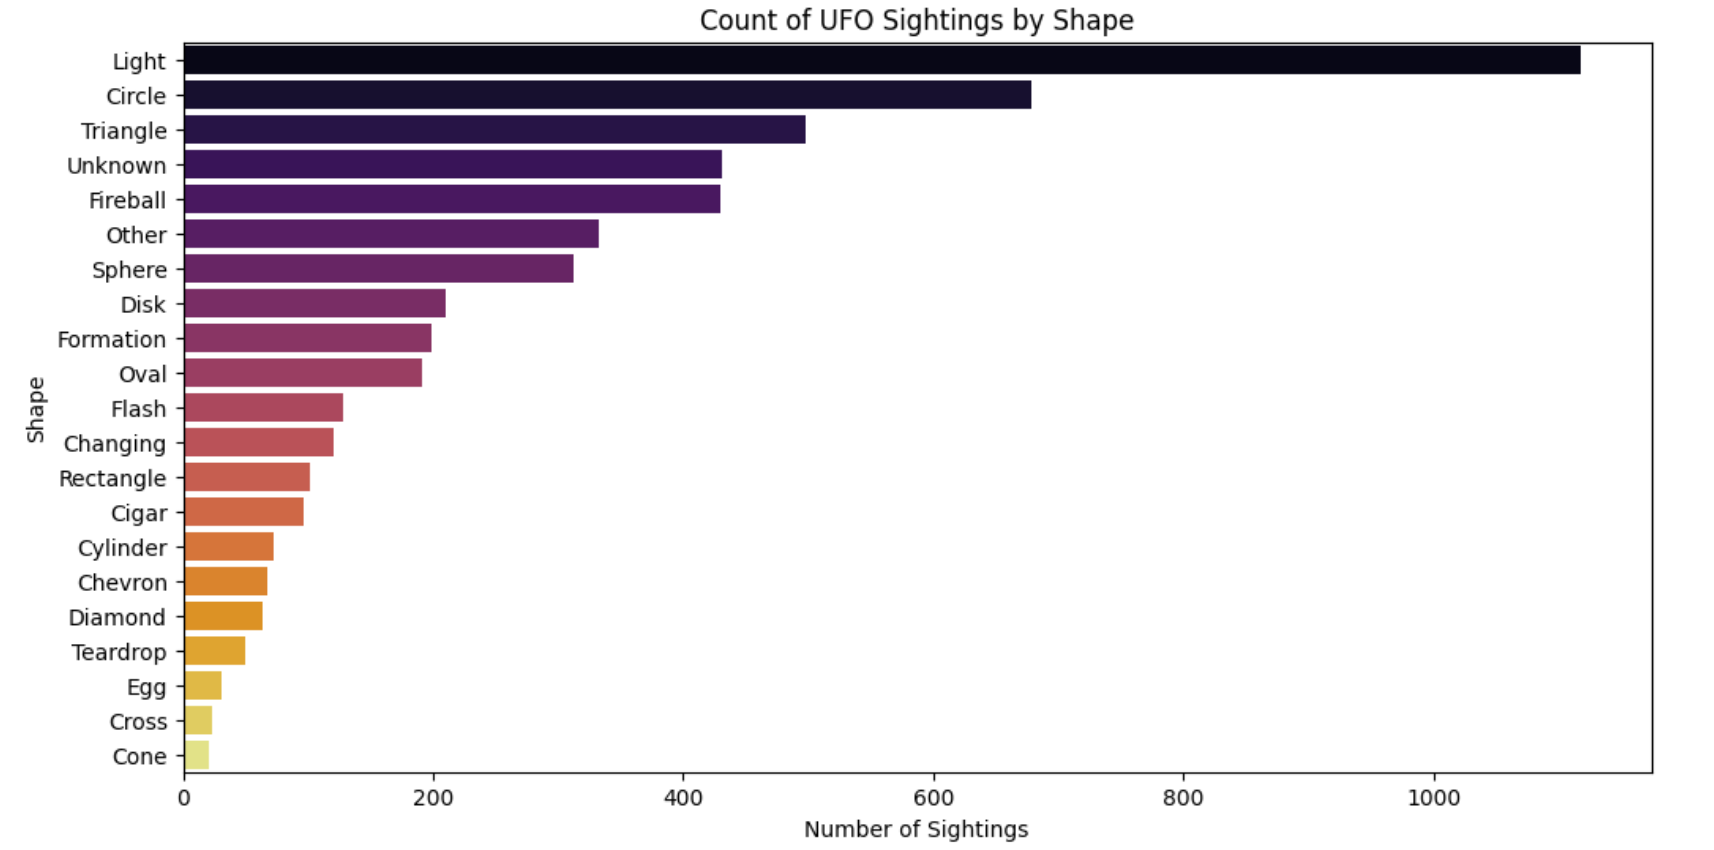 Count of UFO Sightings by Shape
Light
Circle
Triangle
Unknown
Fireball
Other
Sphere
Disk
Formation
Oval
Flash
Changing
Rectangle
Cigar
Cylinder
Chevron
Diamond
Teardrop
Egg
Cross
Cone
Shape
0 200 400 600 800 1000
Number of Sightings